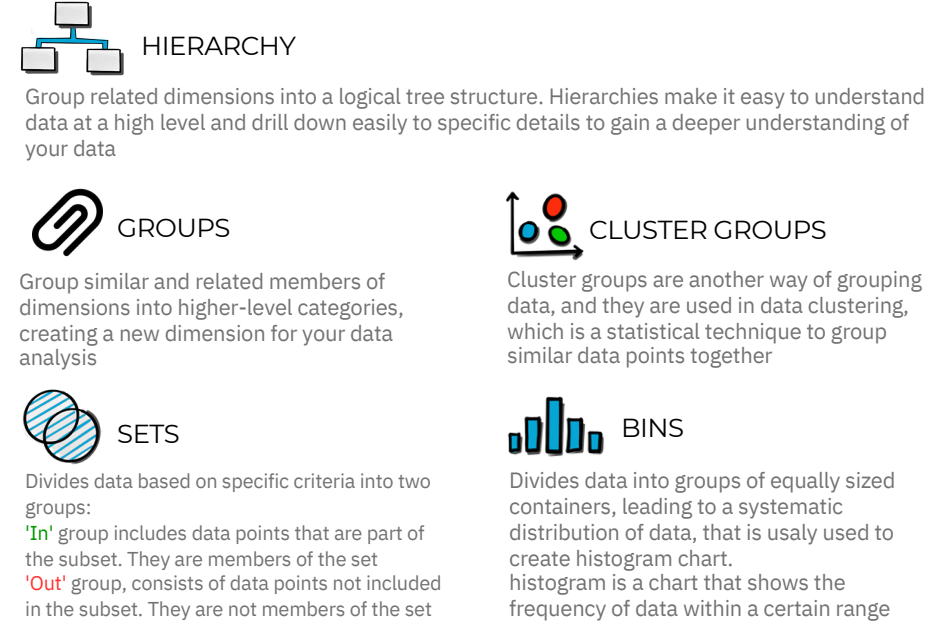 HIERARCHY
Group related dimensions into a logical tree structure. Hierarchies make it easy to understand
data at a high level and drill down easily to specific details to gain a deeper understanding of
your data
GROUPS
Group similar and related members of
dimensions into higher-level categories,
creating a new dimension for your data
analysis
CLUSTER GROUPS
Cluster groups are another way of grouping
data, and they are used in data clustering,
which is a statistical technique to group
similar data points together
SETS
Divides data based on specific criteria into two
groups:
'In' group includes data points that are part of
the subset. They are members of the set
'Out' group, consists of data points not included
in the subset. They are not members of the set
BINS
Divides data into groups of equally sized
containers, leading to a systematic
distribution of data, that is usaly used to
create histogram chart.
histogram is a chart that shows the
frequency of data within a certain range